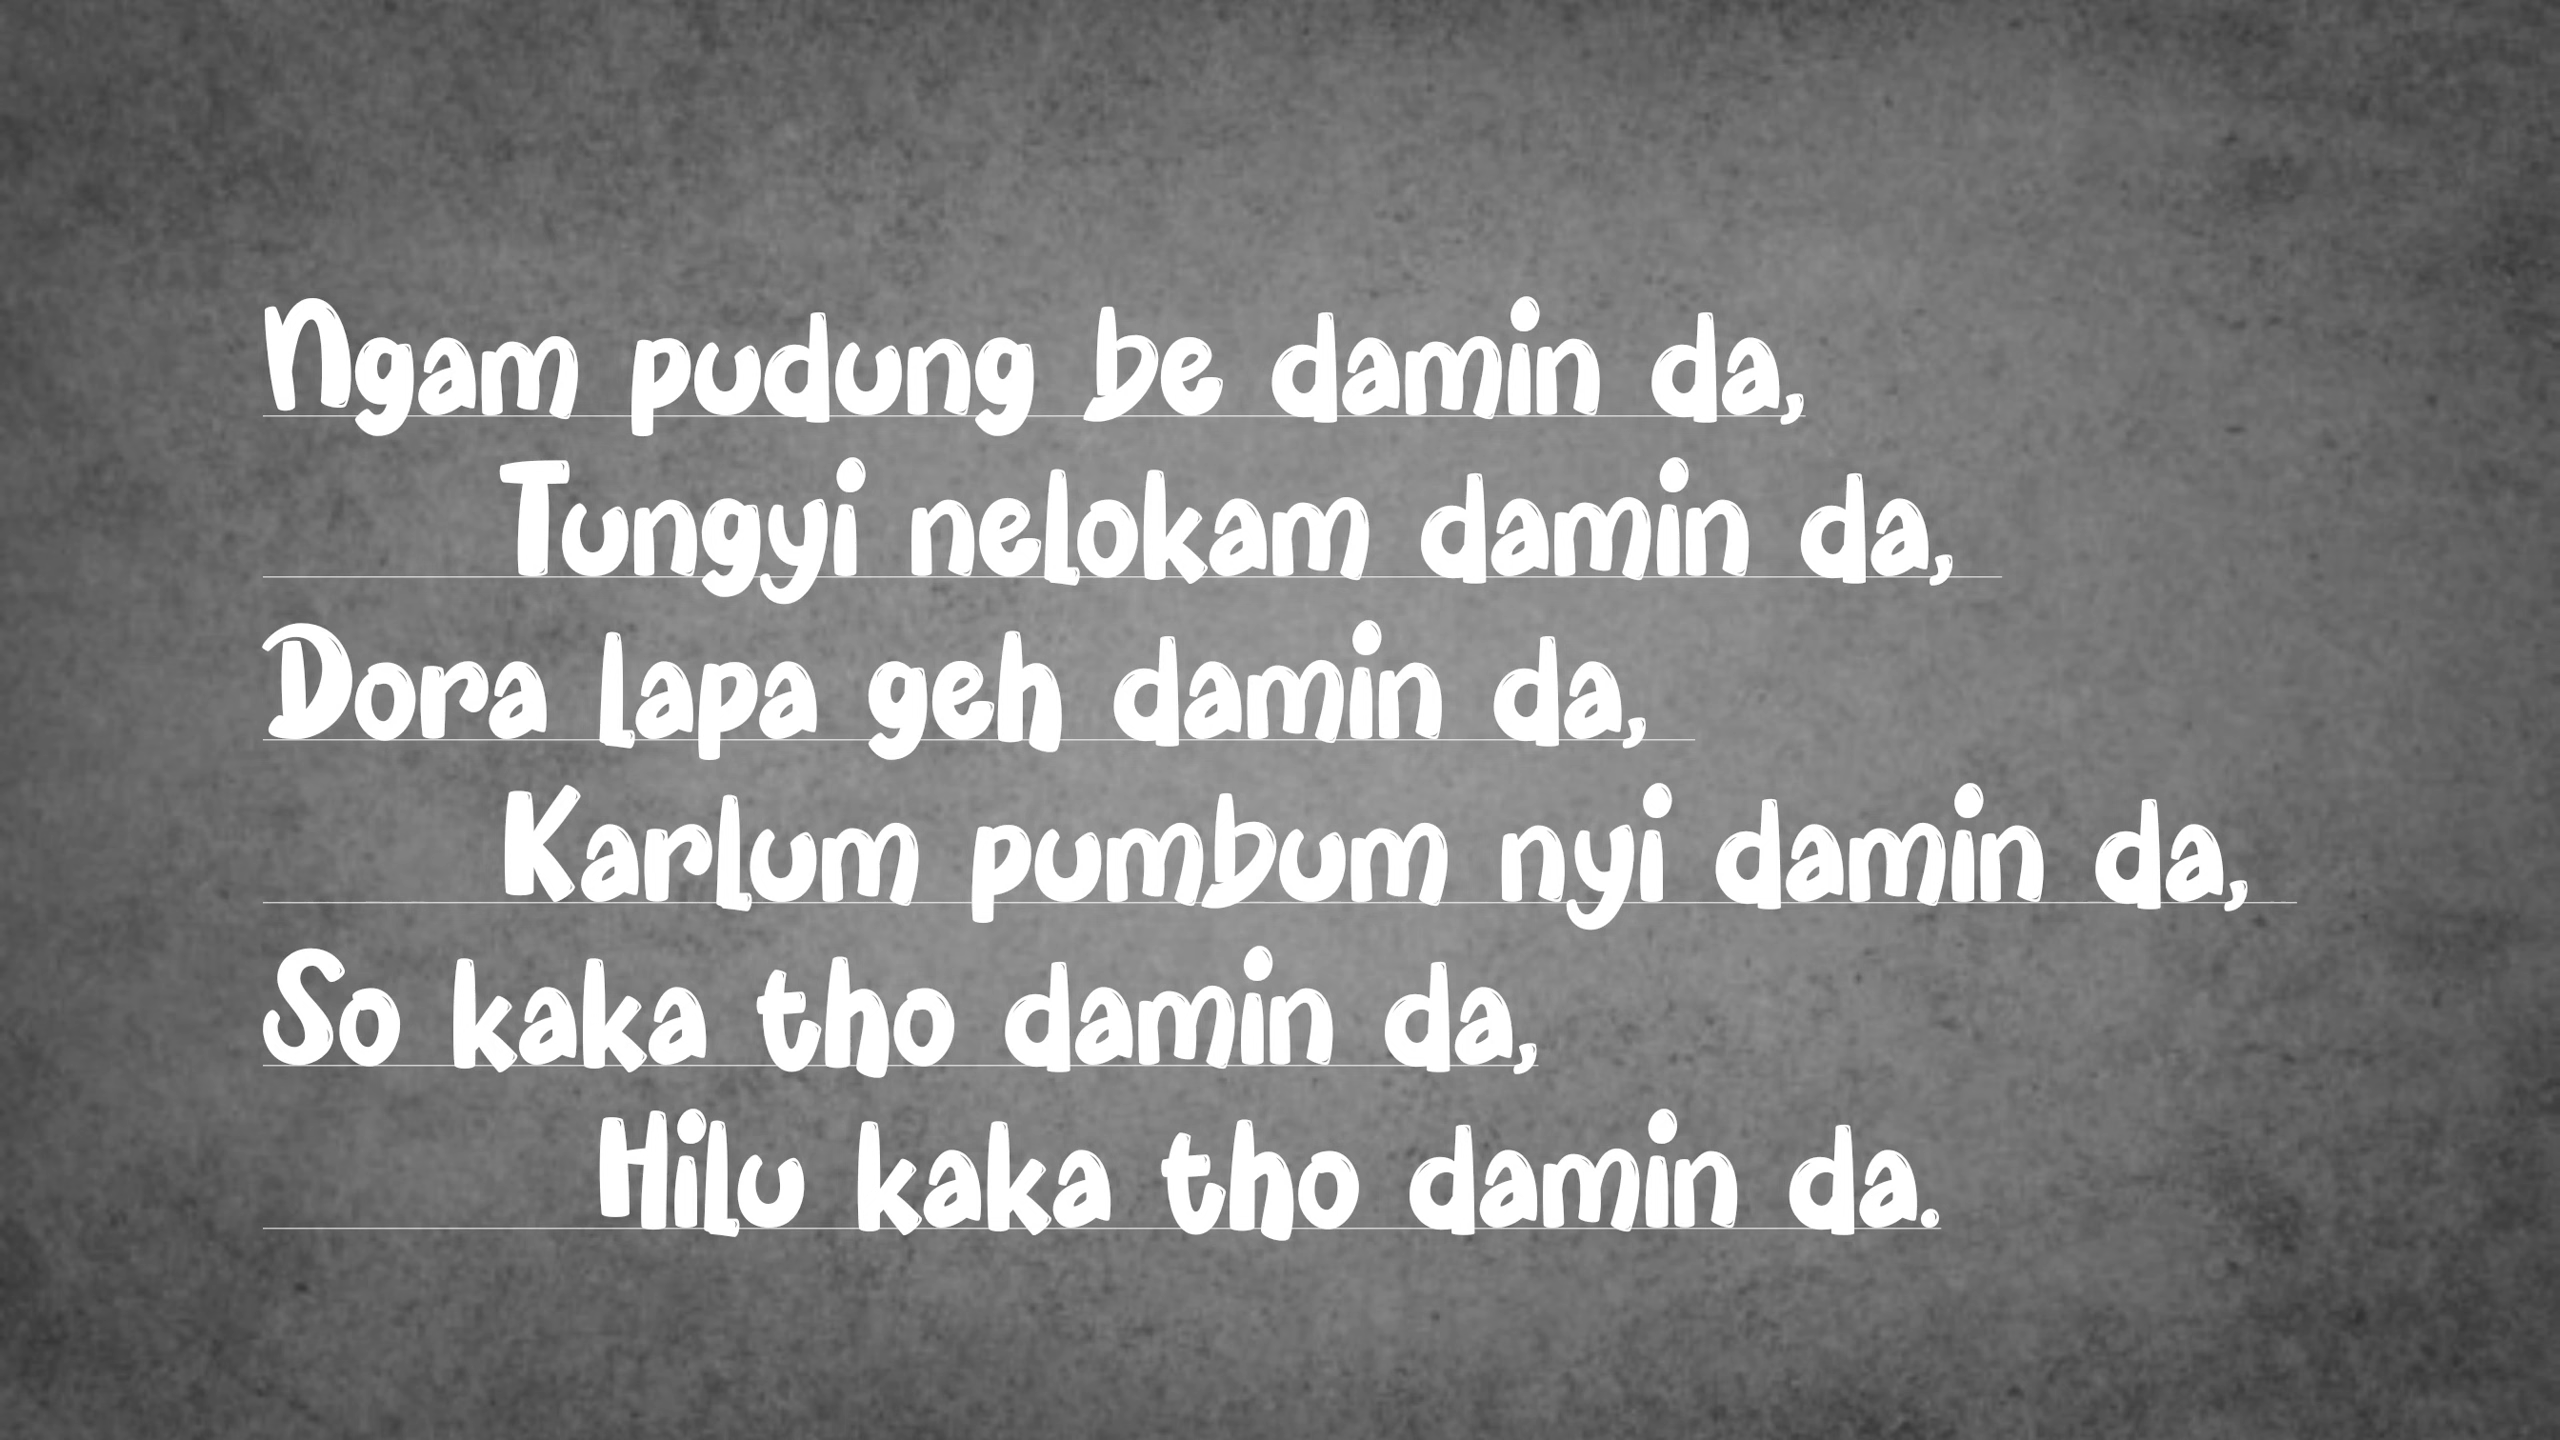 Ngam pudung be damin da,
Tungyi nelokam damin da,
Dora lapa geh damin da,
Karlum pumbum nyi damin da,
So kaka tho damin da,
Hilu kaka tho damin da.